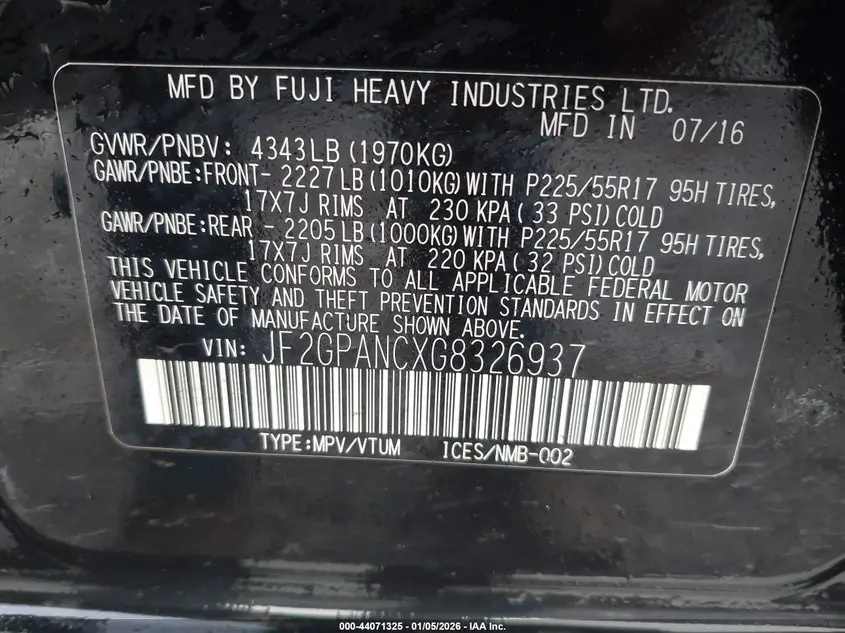 MFD BY FUJI HEAVY INDUSTRIES LTD.
MFD IN 07/16
GVWR/PNBV: 4343LB(1970KG)
GAWR/PNBE:FRONT- 2227LB(1010KG)WITH P225/55R17 95H TIRES,
17X7J RIMS AT 230 KPA(33 PSI)COLD
GAWR/PNBE:REAR - 2205LB(1000KG)WITH P225/55R17 95H TIRES,
17X7J RIMS AT 220 KPA(32 PSI)COLD
THIS VEHICLE CONFORMS TO ALL APPLICABLE FEDERAL MOTOR
VEHICLE SAFETY AND THEFT PREVENTION STANDARDS IN EFFECT ON
THE DATE OF MANUFACTURE SHOWN ABOVE.
VIN: JF2GPANCXG8326937
TYPE:MPV/VTUM ICES/NMB-002
000-44071325 - 01/05/2026 - IAA Inc.